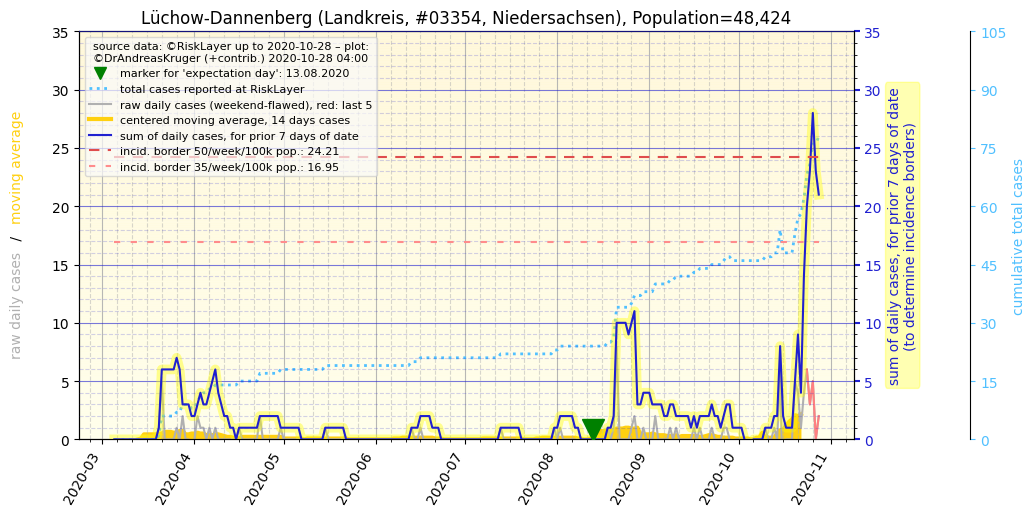 Lüchow-Dannenberg (Landkreis, #03354, Niedersachsen), Population=48,424
source data: ©RiskLayer up to 2020-10-28 – plot:
©DrAndreasKruger (+contrib.) 2020-10-28 04:00
marker for 'expectation day': 13.08.2020
total cases reported at RiskLayer
raw daily cases (weekend-flawed), red: last 5
centered moving average, 14 days cases
sum of daily cases, for prior 7 days of date
incid. border 50/week/100k pop.: 24.21
incid. border 35/week/100k pop.: 16.95
raw daily cases / moving average
35
30
25
20
15
10
5
0
2020-03
2020-04
2020-05
2020-06
2020-07
2020-08
2020-09
2020-10
2020-11
35
30
25
20
15
10
5
0
sum of daily cases, for prior 7 days of date
(to determine incidence borders)
105
90
75
60
45
30
15
0
cumulative total cases